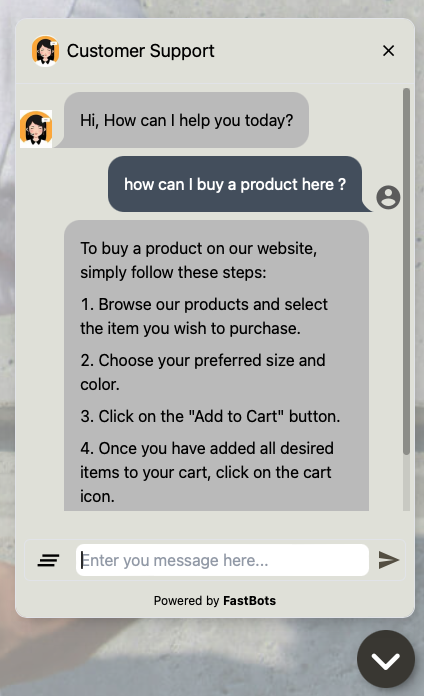 Customer Support
Hi, How can I help you today?
how can I buy a product here ?
To buy a product on our website,
simply follow these steps:
1. Browse our products and select
the item you wish to purchase.
2. Choose your preferred size and
color.
3. Click on the "Add to Cart" button.
4. Once you have added all desired
items to your cart, click on the cart
icon.
Enter you message here...
Powered by FastBots